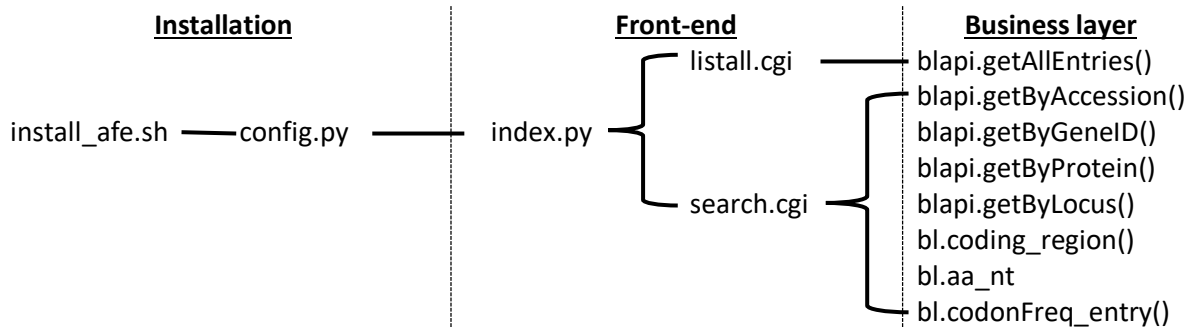 Installation
Front-end
Business layer
install_afe.sh
config.py
index.py
listall.cgi
search.cgi
blapi.getAllEntries()
blapi.getByAccession()
blapi.getByGeneID()
blapi.getByProtein()
blapi.getByLocus()
bl.coding_region()
bl.aa_nt
bl.codonFreq_entry()